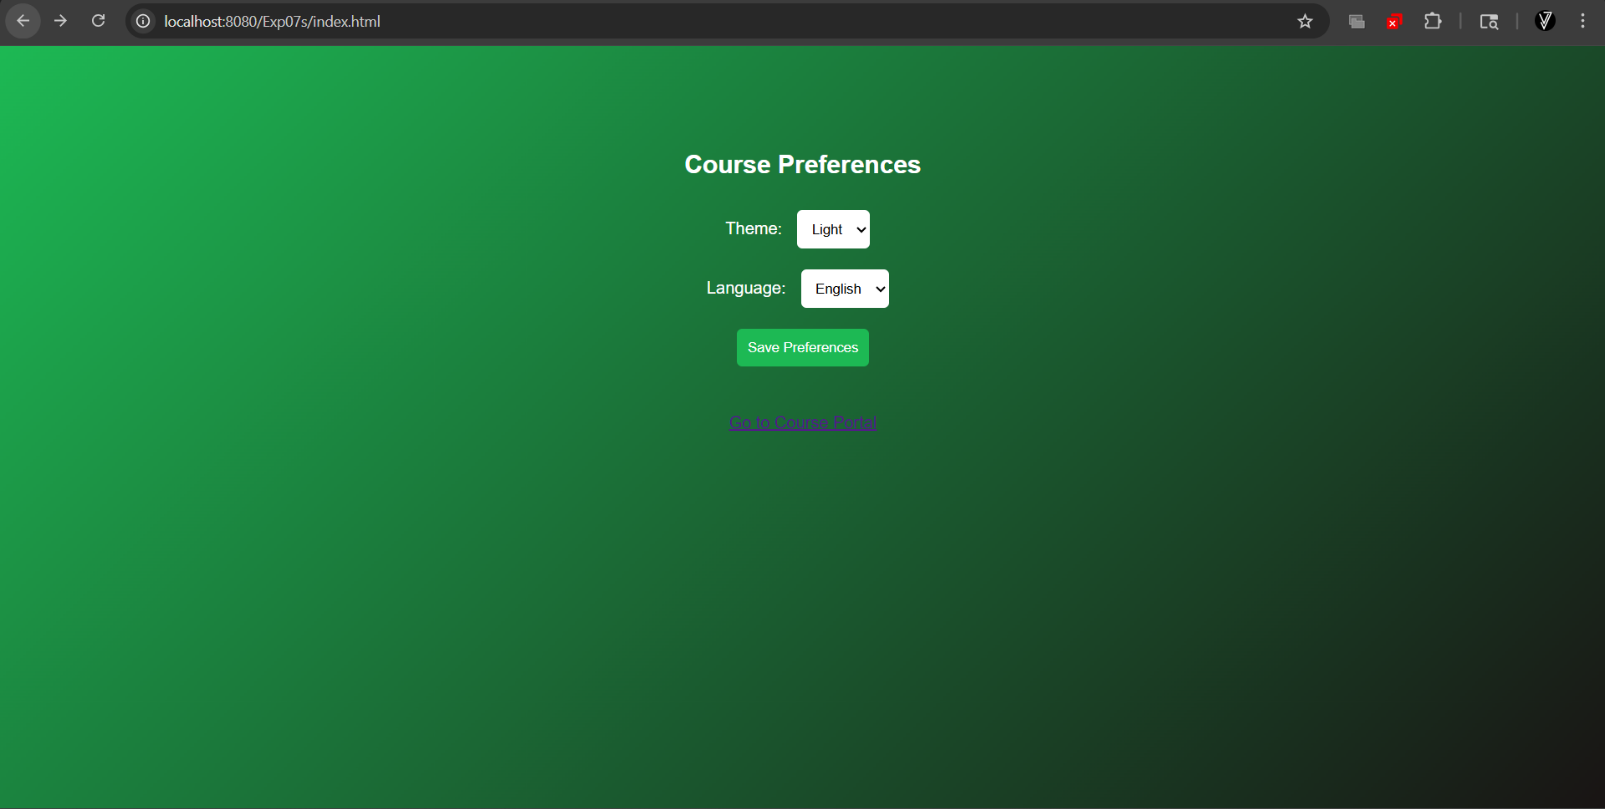 localhost:8080/Exp07s/index.html
Course Preferences
Theme: Light
Language: English
Save Preferences
Go to Course Portal